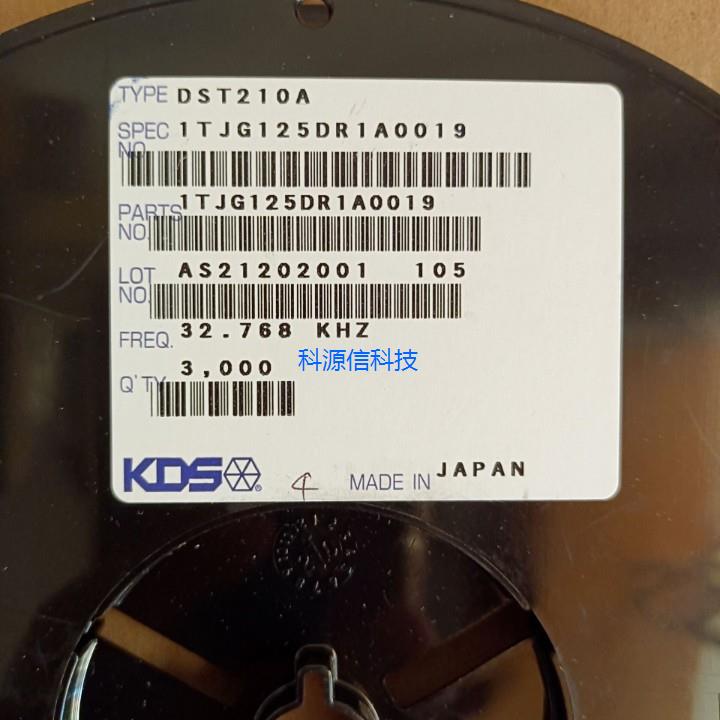 TYPE DST210A
SPEC NO. 1TJG125DR1A0019
PARTS NO. 1TJG125DR1A0019
LOT NO. AS21202001 105
FREQ. 32.768 KHZ
科源信科技
Q'TY 3,000
KDS
4 MADE IN JAPAN